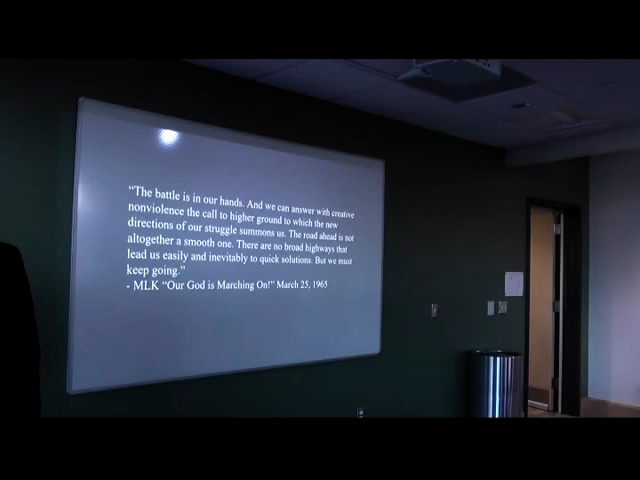 “The battle is in our hands. And we can answer with creative
nonviolence the call to higher ground to which the new
directions of our struggle summons us. The road ahead is not
altogether a smooth one. There are no broad highways that
lead us easily and inevitably to quick solutions. But we must
keep going.”
- MLK “Our God is Marching On!” March 25, 1965